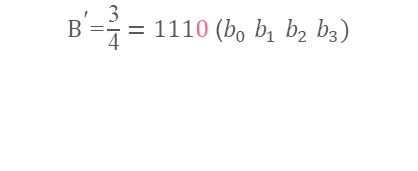 B′ = 3/4 = 1110 (b₀ b₁ b₂ b₃)